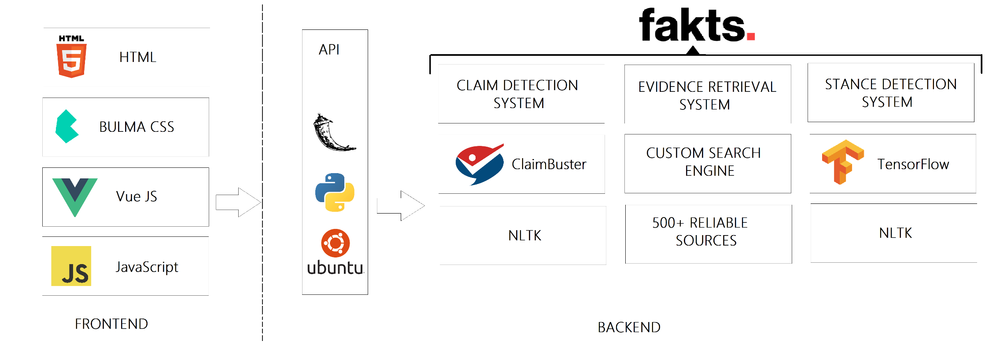 HTML
5
HTML
BULMA CSS
Vue JS
JS
JavaScript
FRONTEND
API
ubuntu
fakts.
CLAIM DETECTION
SYSTEM
ClaimBuster
NLTK
EVIDENCE RETRIEVAL
SYSTEM
CUSTOM SEARCH
ENGINE
500+ RELIABLE
SOURCES
STANCE DETECTION
SYSTEM
TensorFlow
NLTK
BACKEND